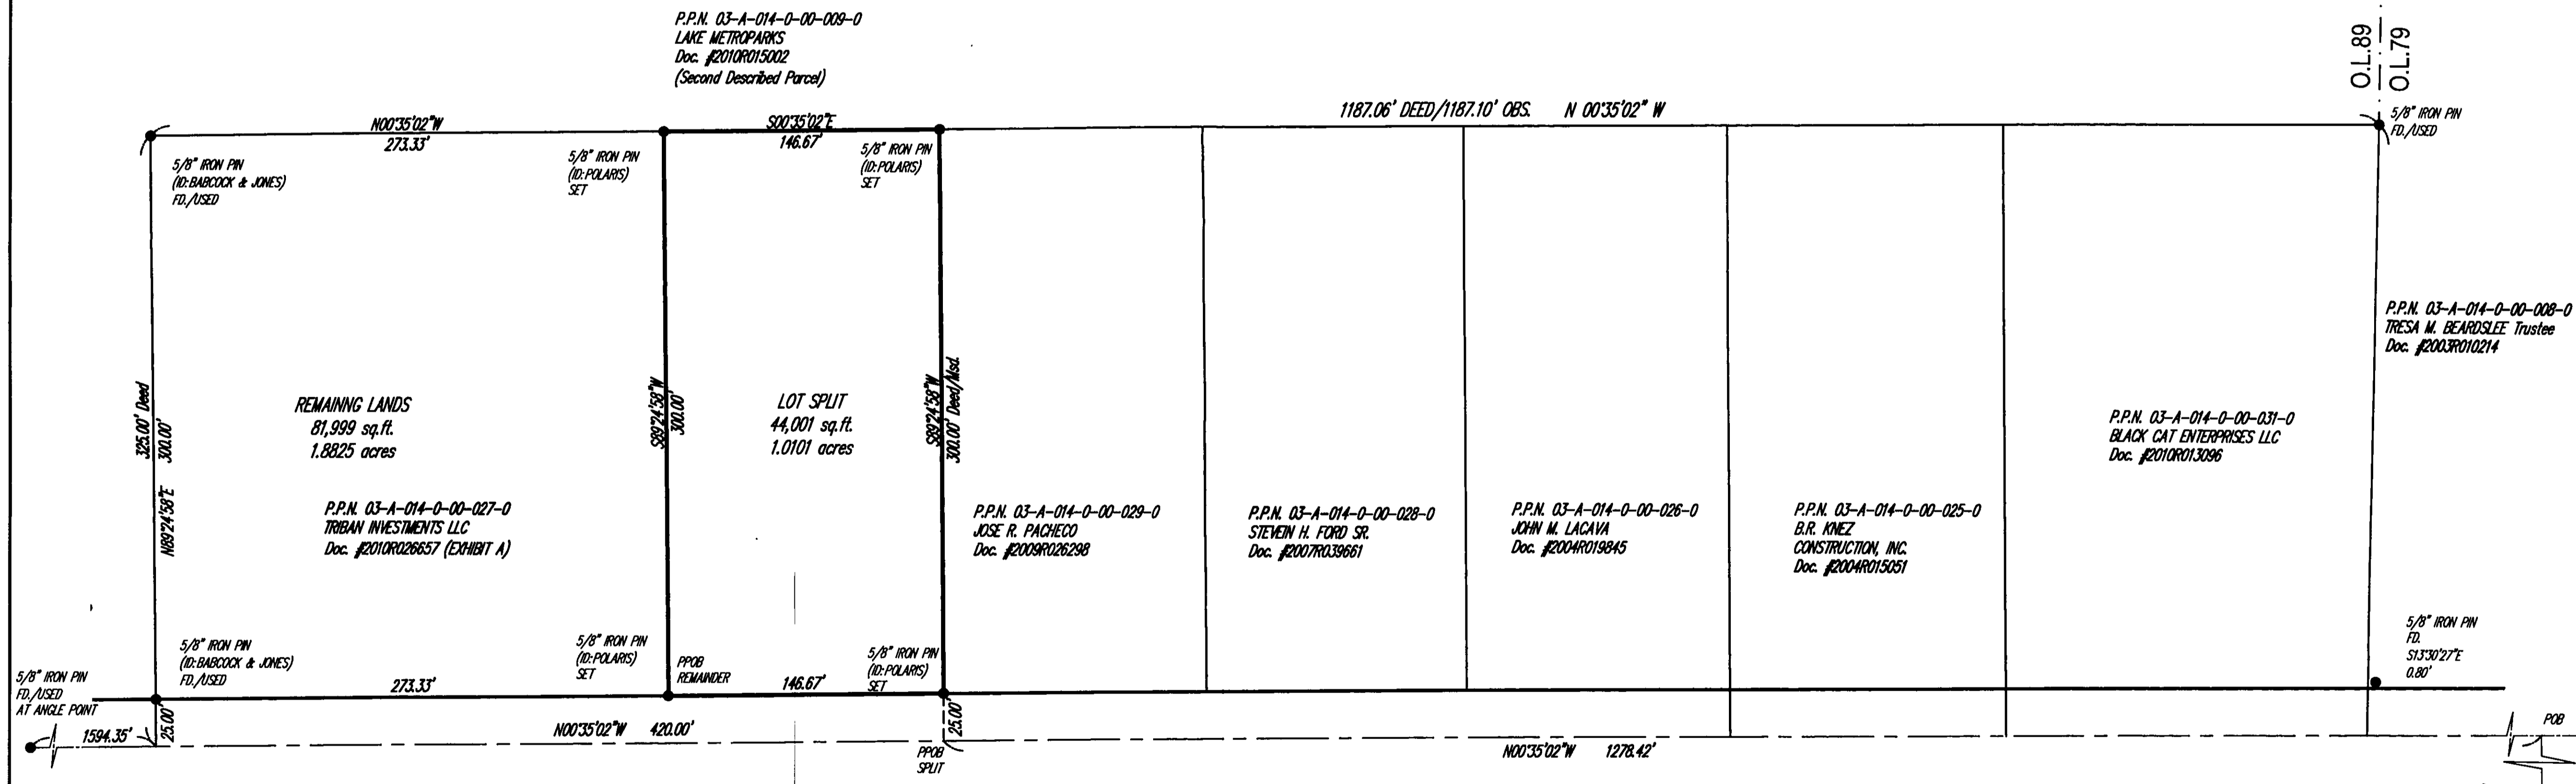 P.P.N. 03-A-014-0-00-009-0
LAKE METROPARKS
Doc. #2010R015002
(Second Described Parcel)
O.L.89
O.L.79
N00°35'02"W
273.33'
S00°35'02"E
146.67'
1187.06' DEED/1187.10' OBS. N 00°35'02" W
5/8" IRON PIN
FD./USED
5/8" IRON PIN
(ID:BABCOCK & JONES)
FD./USED
5/8" IRON PIN
(ID:POLARIS)
SET
5/8" IRON PIN
(ID:POLARIS)
SET
P.P.N. 03-A-014-0-00-008-0
TRESA M. BEARDSLEE Trustee
Doc. #2003R010214
325.00' Deed
300.00'
N89°24'58"E
REMAINNG LANDS
81,999 sq.ft.
1.8825 acres
S89°24'58"W
300.00'
LOT SPLIT
44,001 sq.ft.
1.0101 acres
S89°24'58"W
300.00' Deed/Msd.
P.P.N. 03-A-014-0-00-027-0
TRIBAN INVESTMENTS LLC
Doc. #2010R026657 (EXHIBIT A)
P.P.N. 03-A-014-0-00-029-0
JOSE R. PACHECO
Doc. #2009R026298
P.P.N. 03-A-014-0-00-028-0
STEVEIN H. FORD SR.
Doc. #2007R039661
P.P.N. 03-A-014-0-00-026-0
JOHN M. LACAVA
Doc. #2004R019845
P.P.N. 03-A-014-0-00-025-0
B.R. KNEZ
CONSTRUCTION, INC.
Doc. #2004R015051
P.P.N. 03-A-014-0-00-031-0
BLACK CAT ENTERPRISES LLC
Doc. #2010R013096
5/8" IRON PIN
FD./USED
AT ANGLE POINT
5/8" IRON PIN
(ID:BABCOCK & JONES)
FD./USED
273.33'
5/8" IRON PIN
(ID:POLARIS)
SET
PPOB
REMAINDER
146.67'
5/8" IRON PIN
(ID:POLARIS)
SET
5/8" IRON PIN
FD.
S13°30'27"E
0.80'
1594.35'
25.00'
N00°35'02"W 420.00'
25.00'
PPOB
SPLIT
N00°35'02"W 1278.42'
POB